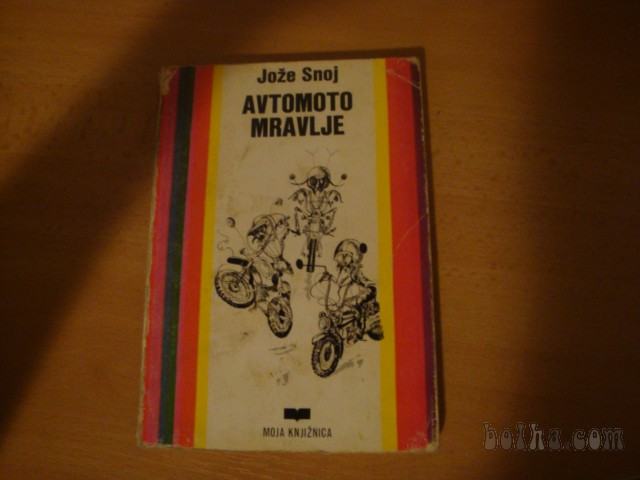 Jože Snoj
AVTOMOTO
MRAVLJE
MOJA KNJIŽNICA
bolha.com